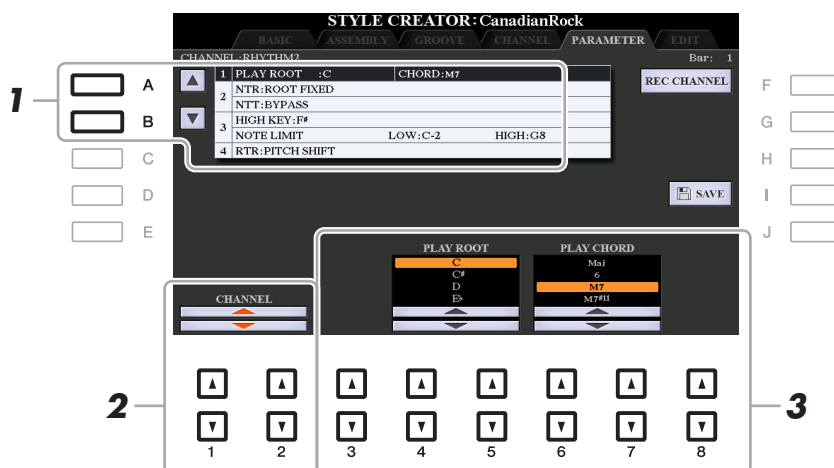 STYLE CREATOR: CanadianRock
BASIC ASSEMBLY GROOVE CHANNEL PARAMETER EDIT
CHANNEL :RHYTHM2 Bar: 1
1 PLAY ROOT :C CHORD:M7
2 NTR:ROOT FIXED
NTT:BYPASS
3 HIGH KEY:F♯
NOTE LIMIT LOW:C-2 HIGH:G8
4 RTR:PITCH SHIFT
REC CHANNEL
SAVE
A
B
C
D
E
F
G
H
I
J
1
PLAY ROOT
C
C♯
D
E♭
PLAY CHORD
Maj
6
M7
M7♯11
CHANNEL
2
3
1 2 3 4 5 6 7 8